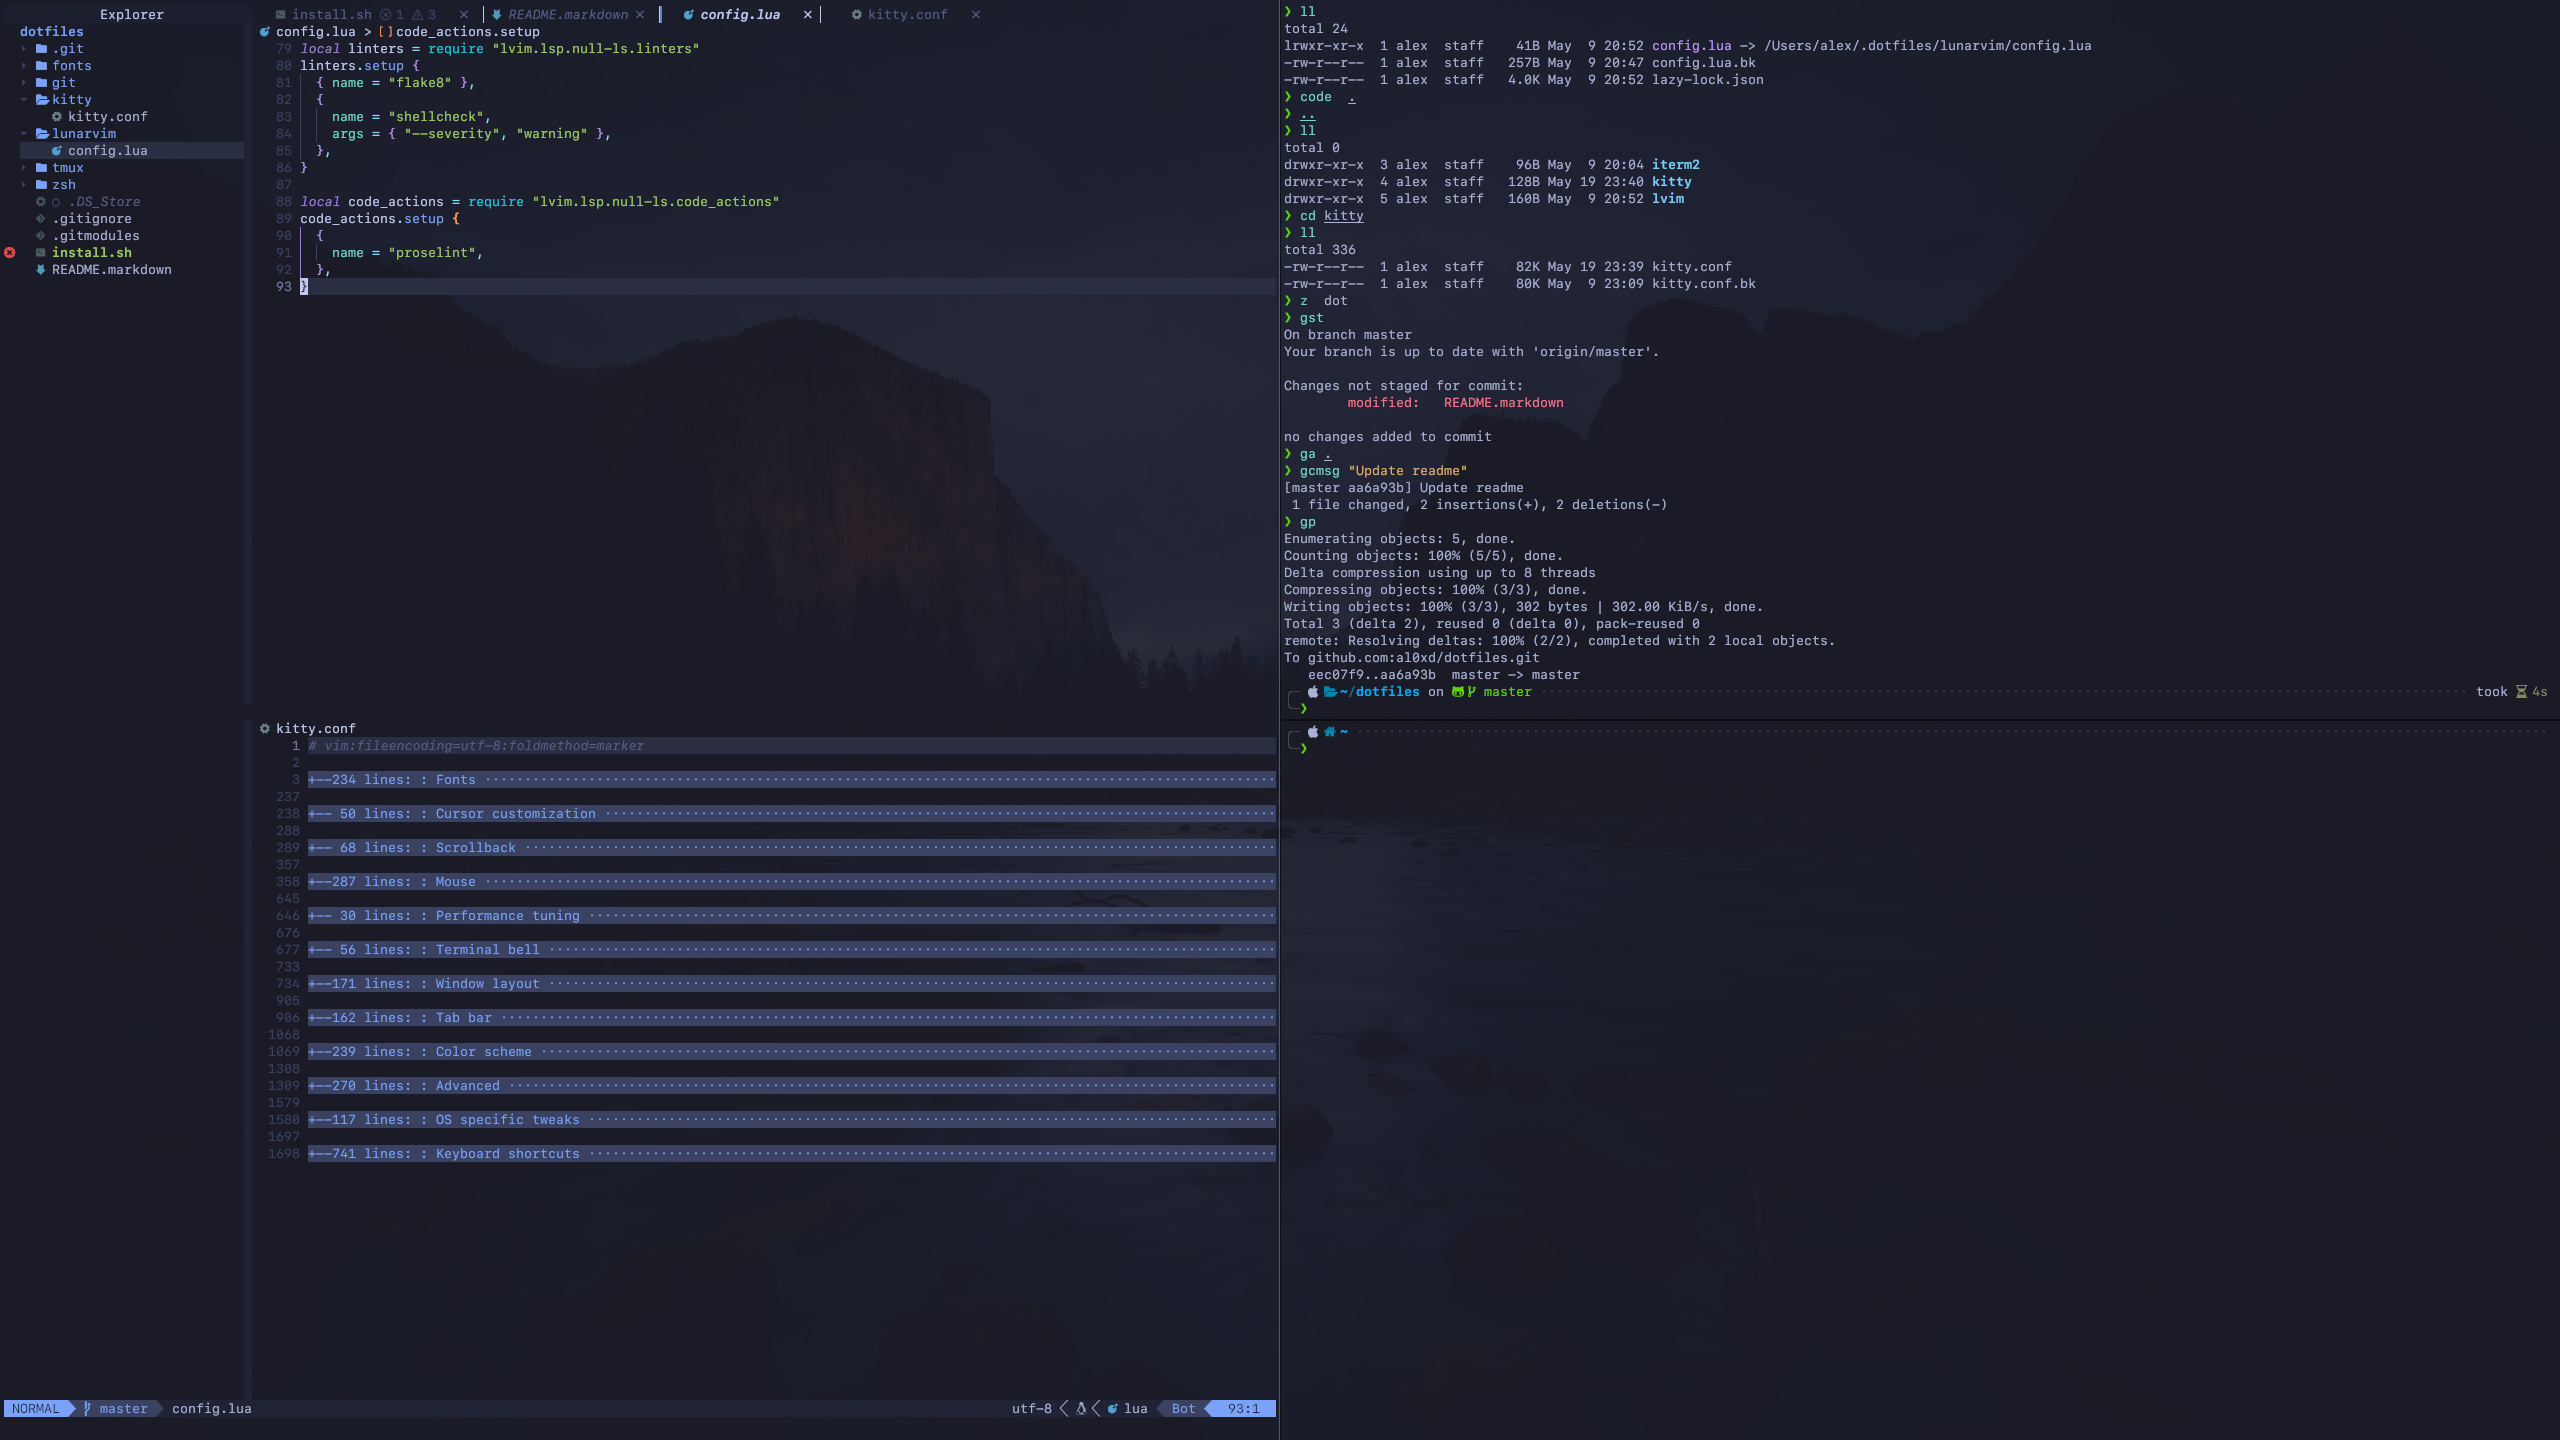 Explorer
dotfiles
.git
fonts
git
kitty
kitty.conf
lunarvim
config.lua
tmux
zsh
.DS_Store
.gitignore
.gitmodules
install.sh
README.markdown
install.sh 1 3 × README.markdown × config.lua × kitty.conf ×
config.lua > []code_actions.setup
79 local linters = require "lvim.lsp.null-ls.linters"
80 linters.setup {
81 { name = "flake8" },
82 {
83 name = "shellcheck",
84 args = { "--severity", "warning" },
85 },
86 }
87
88 local code_actions = require "lvim.lsp.null-ls.code_actions"
89 code_actions.setup {
90 {
91 name = "proselint",
92 },
93 }
kitty.conf
1 # vim:fileencoding=utf-8:foldmethod=marker
2
3 +--234 lines: : Fonts
237
238 +-- 50 lines: : Cursor customization
288
289 +-- 68 lines: : Scrollback
357
358 +--287 lines: : Mouse
645
646 +-- 30 lines: : Performance tuning
676
677 +-- 56 lines: : Terminal bell
733
734 +--171 lines: : Window layout
905
906 +--162 lines: : Tab bar
1068
1069 +--239 lines: : Color scheme
1308
1309 +--270 lines: : Advanced
1579
1580 +--117 lines: : OS specific tweaks
1697
1698 +--741 lines: : Keyboard shortcuts
NORMAL master config.lua utf-8 lua Bot 93:1
❯ ll
total 24
lrwxr-xr-x 1 alex staff 41B May 9 20:52 config.lua -> /Users/alex/.dotfiles/lunarvim/config.lua
-rw-r--r-- 1 alex staff 257B May 9 20:47 config.lua.bk
-rw-r--r-- 1 alex staff 4.0K May 9 20:52 lazy-lock.json
❯ code .
❯ ..
❯ ll
total 0
drwxr-xr-x 3 alex staff 96B May 9 20:04 iterm2
drwxr-xr-x 4 alex staff 128B May 19 23:40 kitty
drwxr-xr-x 5 alex staff 160B May 9 20:52 lvim
❯ cd kitty
❯ ll
total 336
-rw-r--r-- 1 alex staff 82K May 19 23:39 kitty.conf
-rw-r--r-- 1 alex staff 80K May 9 23:09 kitty.conf.bk
❯ z dot
❯ gst
On branch master
Your branch is up to date with 'origin/master'.
Changes not staged for commit:
modified: README.markdown
no changes added to commit
❯ ga .
❯ gcmsg "Update readme"
[master aa6a93b] Update readme
1 file changed, 2 insertions(+), 2 deletions(-)
❯ gp
Enumerating objects: 5, done.
Counting objects: 100% (5/5), done.
Delta compression using up to 8 threads
Compressing objects: 100% (3/3), done.
Writing objects: 100% (3/3), 302 bytes | 302.00 KiB/s, done.
Total 3 (delta 2), reused 0 (delta 0), pack-reused 0
remote: Resolving deltas: 100% (2/2), completed with 2 local objects.
To github.com:al0xd/dotfiles.git
eec07f9..aa6a93b master -> master
~/dotfiles on master took 4s
❯
~
❯